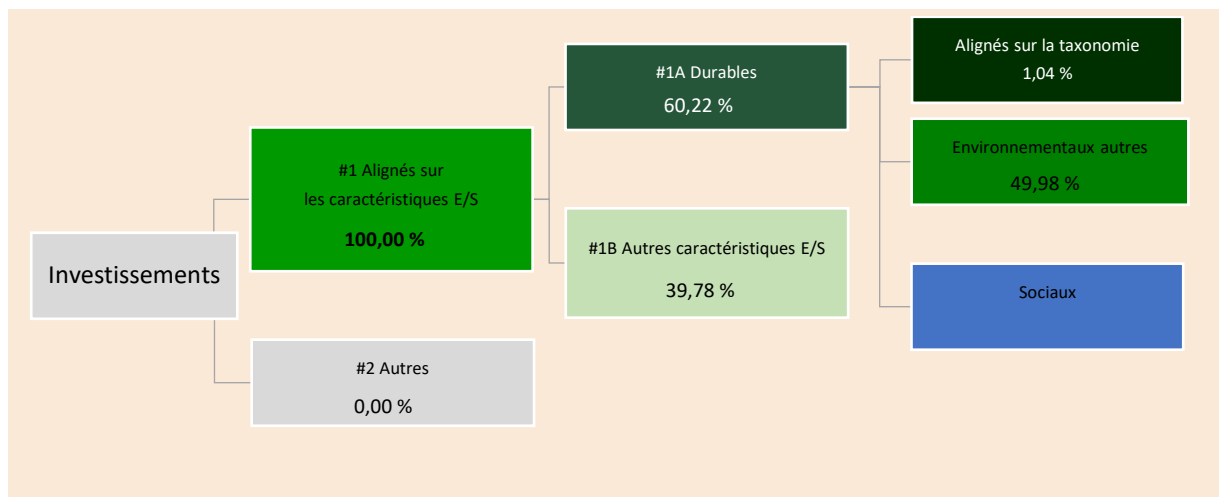 Investissements
#1 Alignés sur
les caractéristiques E/S
100,00 %
#2 Autres
0,00 %
#1A Durables
60,22 %
#1B Autres caractéristiques E/S
39,78 %
Alignés sur la taxonomie
1,04 %
Environnementaux autres
49,98 %
Sociaux